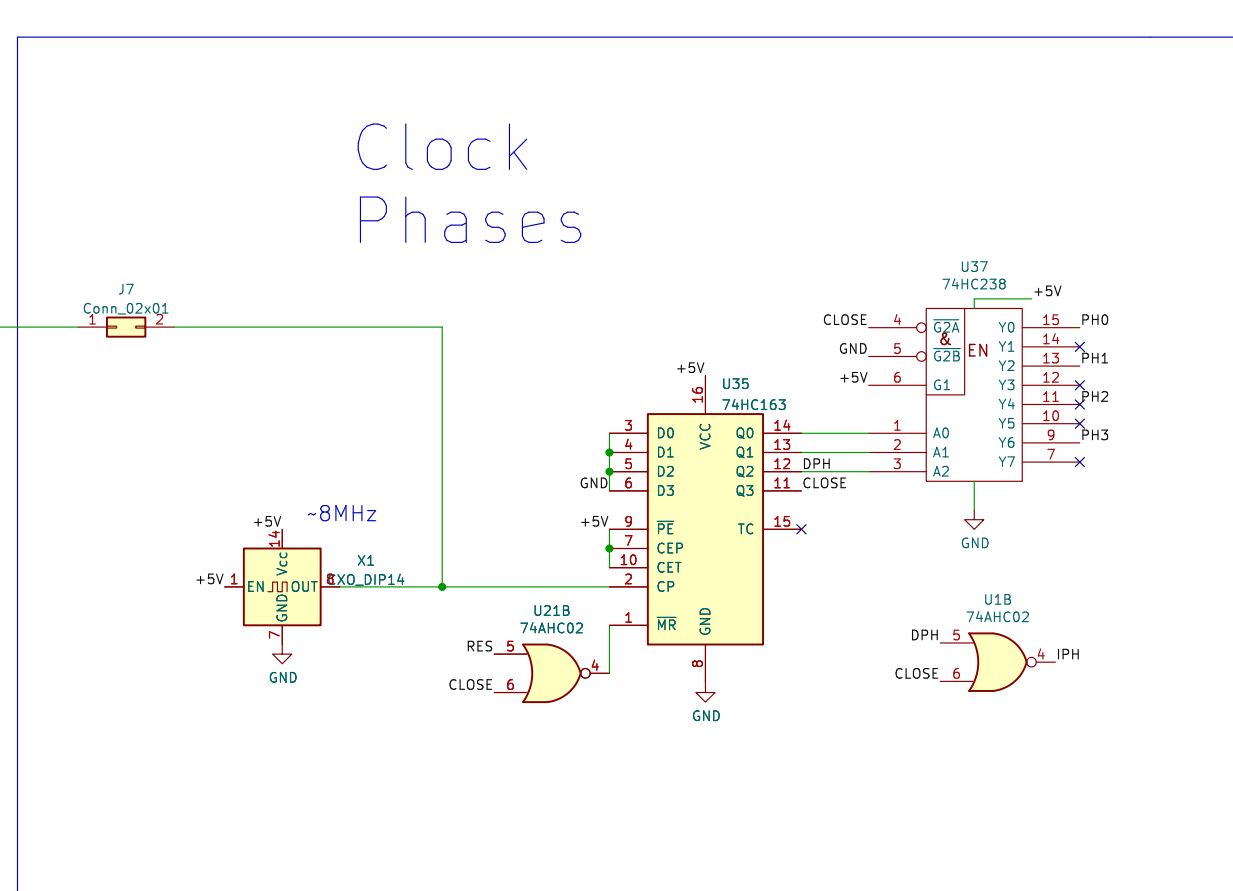 Clock
Phases
J7
Conn_02x01
1 2
~8MHz
+5V
14
Vcc
+5V 1 EN OUT 8
X1
CXO_DIP14
GND
7
GND
U21B
74AHC02
RES 5
CLOSE 6
4
+5V
16
VCC
U35
74HC163
3 D0 Q0 14
4 D1 Q1 13
5 D2 Q2 12 DPH
GND 6 D3 Q3 11 CLOSE
+5V 9 PE TC 15
7 CEP
10 CET
2 CP
1 MR
GND
8
GND
U37
74HC238
+5V
CLOSE 4 G2A
&
GND 5 G2B
EN
+5V 6 G1
1 A0
2 A1
3 A2
Y0 15 PH0
Y1 14
Y2 13 PH1
Y3 12
Y4 11 PH2
Y5 10
Y6 9 PH3
Y7 7
GND
U1B
74AHC02
DPH 5
CLOSE 6
4 IPH